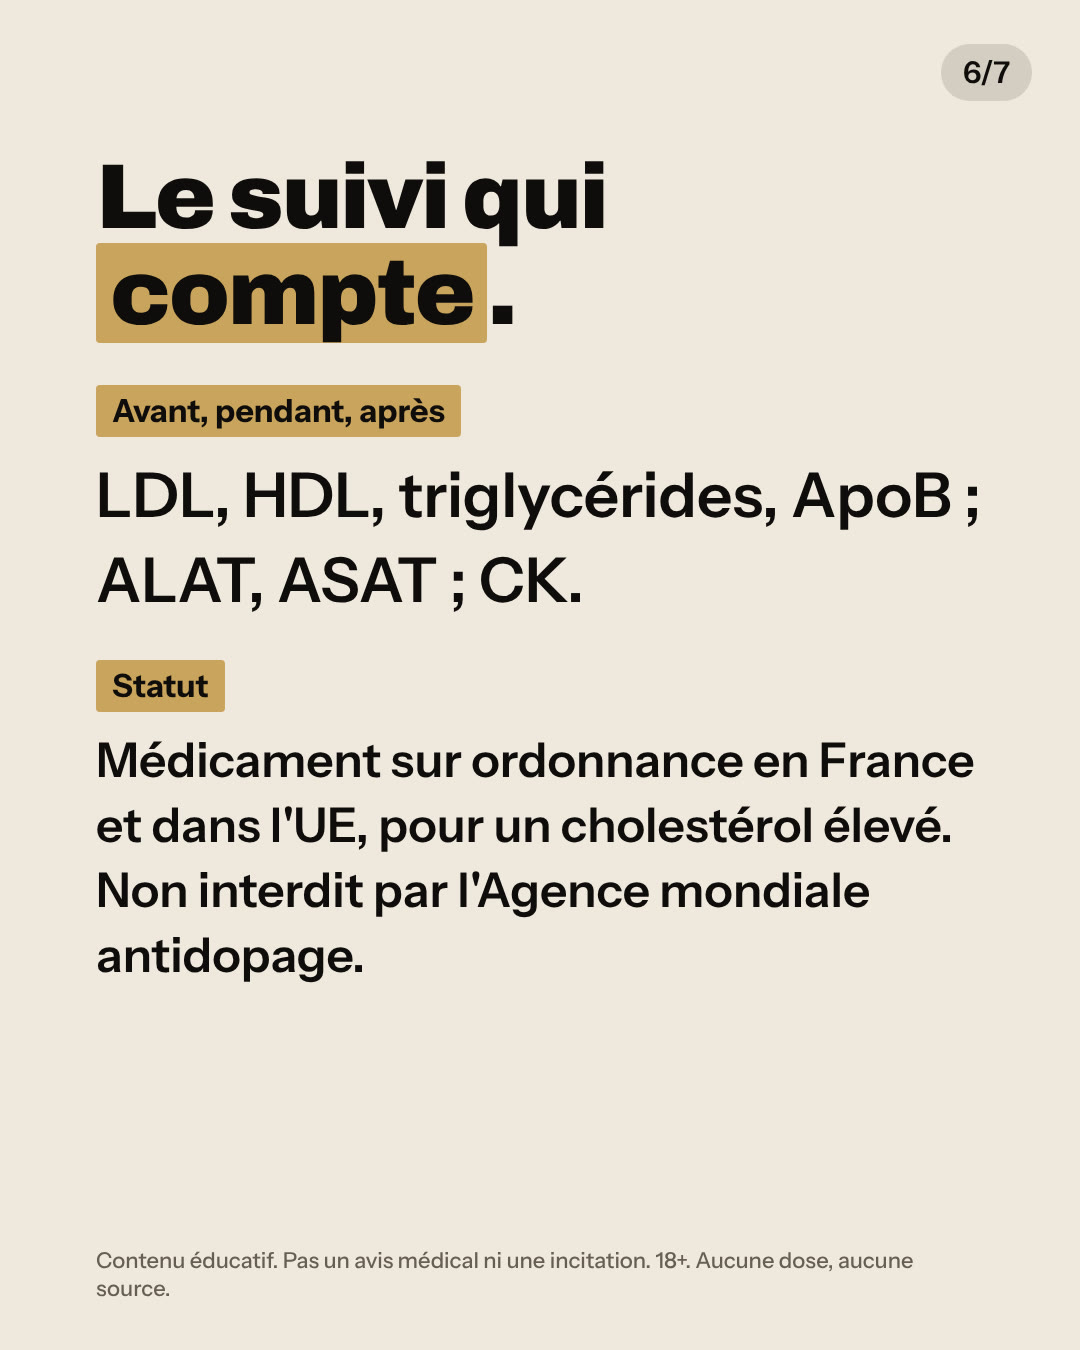 6/7
Le suivi qui
compte.
Avant, pendant, après
LDL, HDL, triglycérides, ApoB ;
ALAT, ASAT ; CK.
Statut
Médicament sur ordonnance en France
et dans l'UE, pour un cholestérol élevé.
Non interdit par l'Agence mondiale
antidopage.
Contenu éducatif. Pas un avis médical ni une incitation. 18+. Aucune dose, aucune
source.